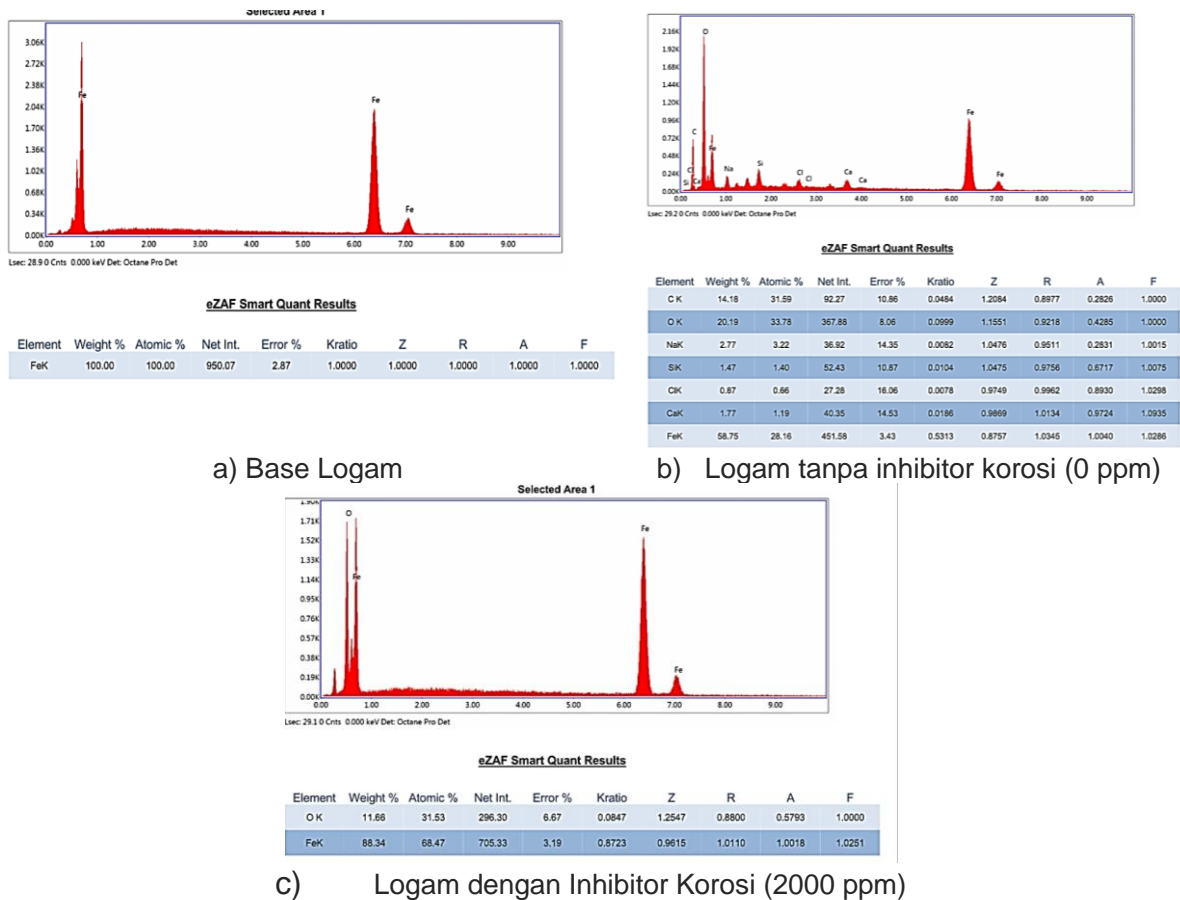 Selected Area 1
3.06K
2.72K
2.38K
2.04K
1.70K
1.36K
1.02K
0.68K
0.34K
0.00K
Fe
Fe
Fe
0.00 1.00 2.00 3.00 4.00 5.00 6.00 7.00 8.00 9.00
Lsec: 28.9 0 Cnts 0.000 keV Det: Octane Pro Det
eZAF Smart Quant Results
Element Weight % Atomic % Net Int. Error % Kratio Z R A F
FeK 100.00 100.00 950.07 2.87 1.0000 1.0000 1.0000 1.0000 1.0000
a) Base Logam
2.16K
1.92K
1.68K
1.44K
1.20K
0.96K
0.72K
0.48K
0.24K
0.00K
O
C
Fe
Cl
Si Ca
Na
Si
Cl
Cl
Ca
Ca
Fe
Fe
0.00 1.00 2.00 3.00 4.00 5.00 6.00 7.00 8.00 9.00
Lsec: 29.2 0 Cnts 0.000 keV Det: Octane Pro Det
eZAF Smart Quant Results
Element Weight % Atomic % Net Int. Error % Kratio Z R A F
C K 14.18 31.59 92.27 10.86 0.0484 1.2084 0.8977 0.2826 1.0000
O K 20.19 33.78 367.88 8.06 0.0999 1.1551 0.9218 0.4285 1.0000
NaK 2.77 3.22 36.92 14.35 0.0082 1.0476 0.9511 0.2831 1.0015
SiK 1.47 1.40 52.43 10.87 0.0104 1.0475 0.9756 0.6717 1.0075
ClK 0.87 0.66 27.28 16.06 0.0078 0.9749 0.9962 0.8930 1.0298
CaK 1.77 1.19 40.35 14.53 0.0186 0.9869 1.0134 0.9724 1.0935
FeK 58.75 28.16 451.58 3.43 0.5313 0.8757 1.0345 1.0040 1.0286
b) Logam tanpa inhibitor korosi (0 ppm)
Selected Area 1
1.90K
1.71K
1.52K
1.33K
1.14K
0.95K
0.76K
0.57K
0.38K
0.19K
0.00K
O
Fe
Fe
Fe
0.00 1.00 2.00 3.00 4.00 5.00 6.00 7.00 8.00 9.00
Lsec: 29.1 0 Cnts 0.000 keV Det: Octane Pro Det
eZAF Smart Quant Results
Element Weight % Atomic % Net Int. Error % Kratio Z R A F
O K 11.66 31.53 296.30 6.67 0.0847 1.2547 0.8800 0.5793 1.0000
FeK 88.34 68.47 705.33 3.19 0.8723 0.9615 1.0110 1.0018 1.0251
c) Logam dengan Inhibitor Korosi (2000 ppm)